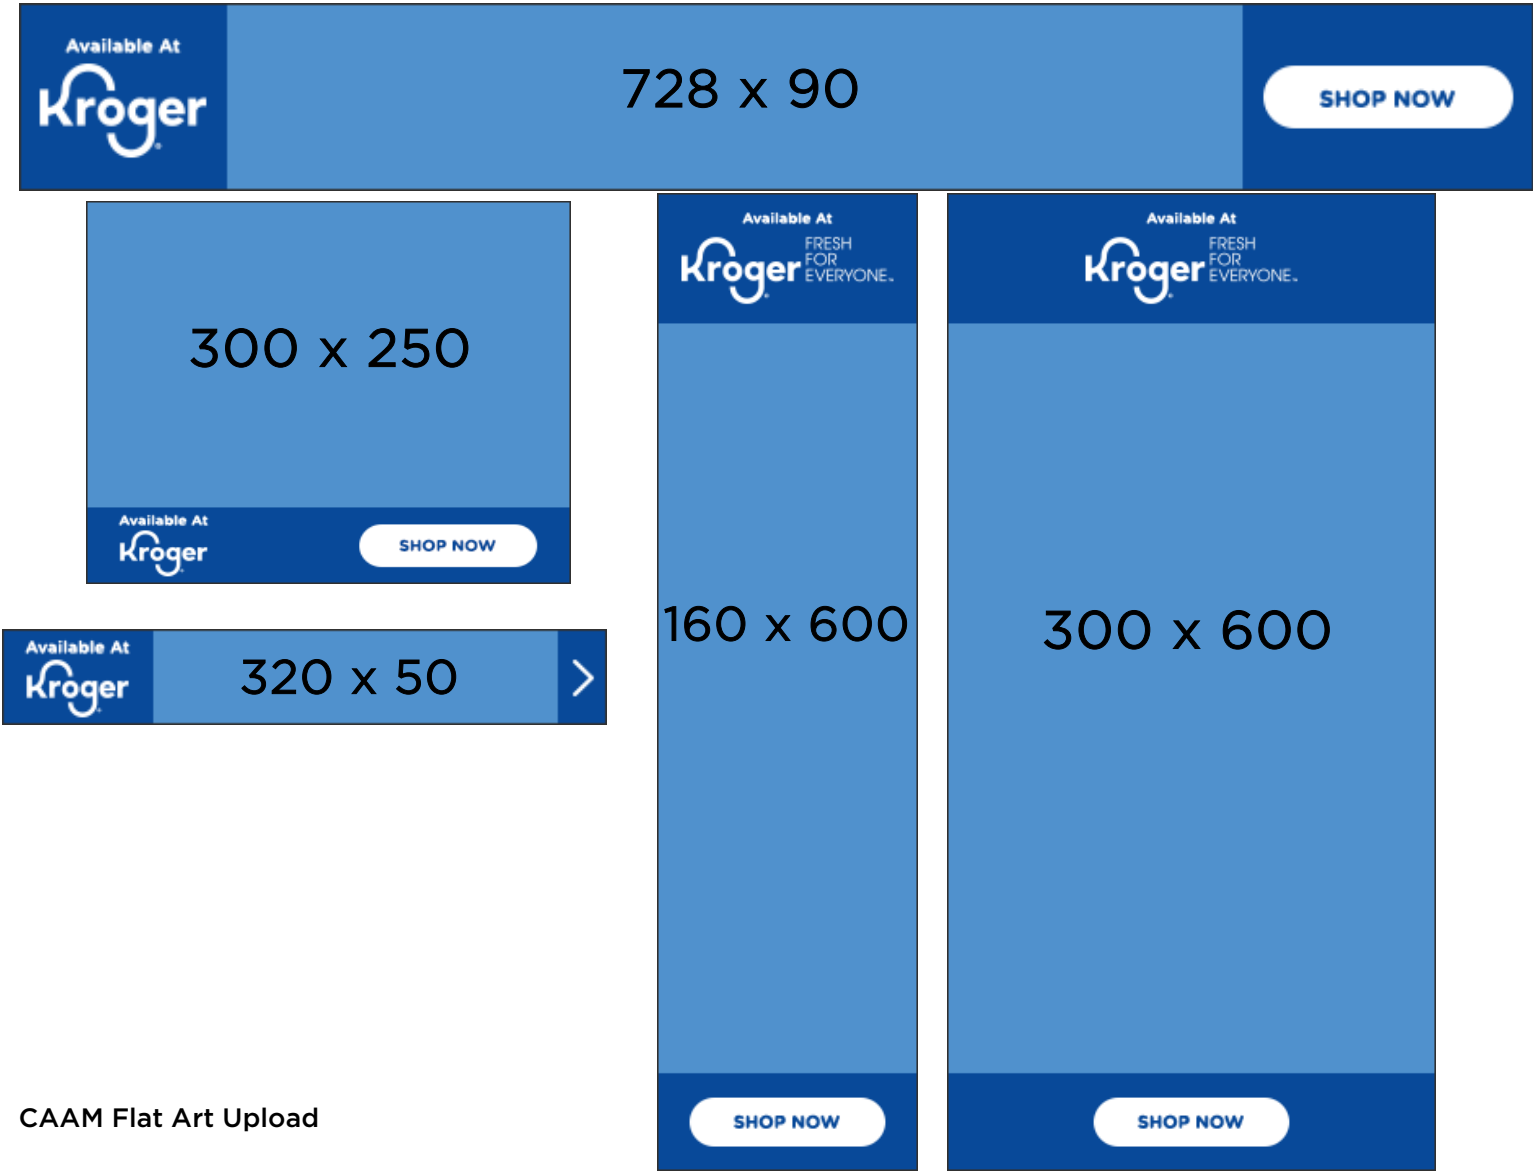 Available At
Kroger
728 x 90
SHOP NOW
300 x 250
Available At
Kroger
SHOP NOW
Available At
Kroger
320 x 50
Available At
Kroger
FRESH
FOR
EVERYONE™
160 x 600
SHOP NOW
Available At
Kroger
FRESH
FOR
EVERYONE™
300 x 600
SHOP NOW
CAAM Flat Art Upload